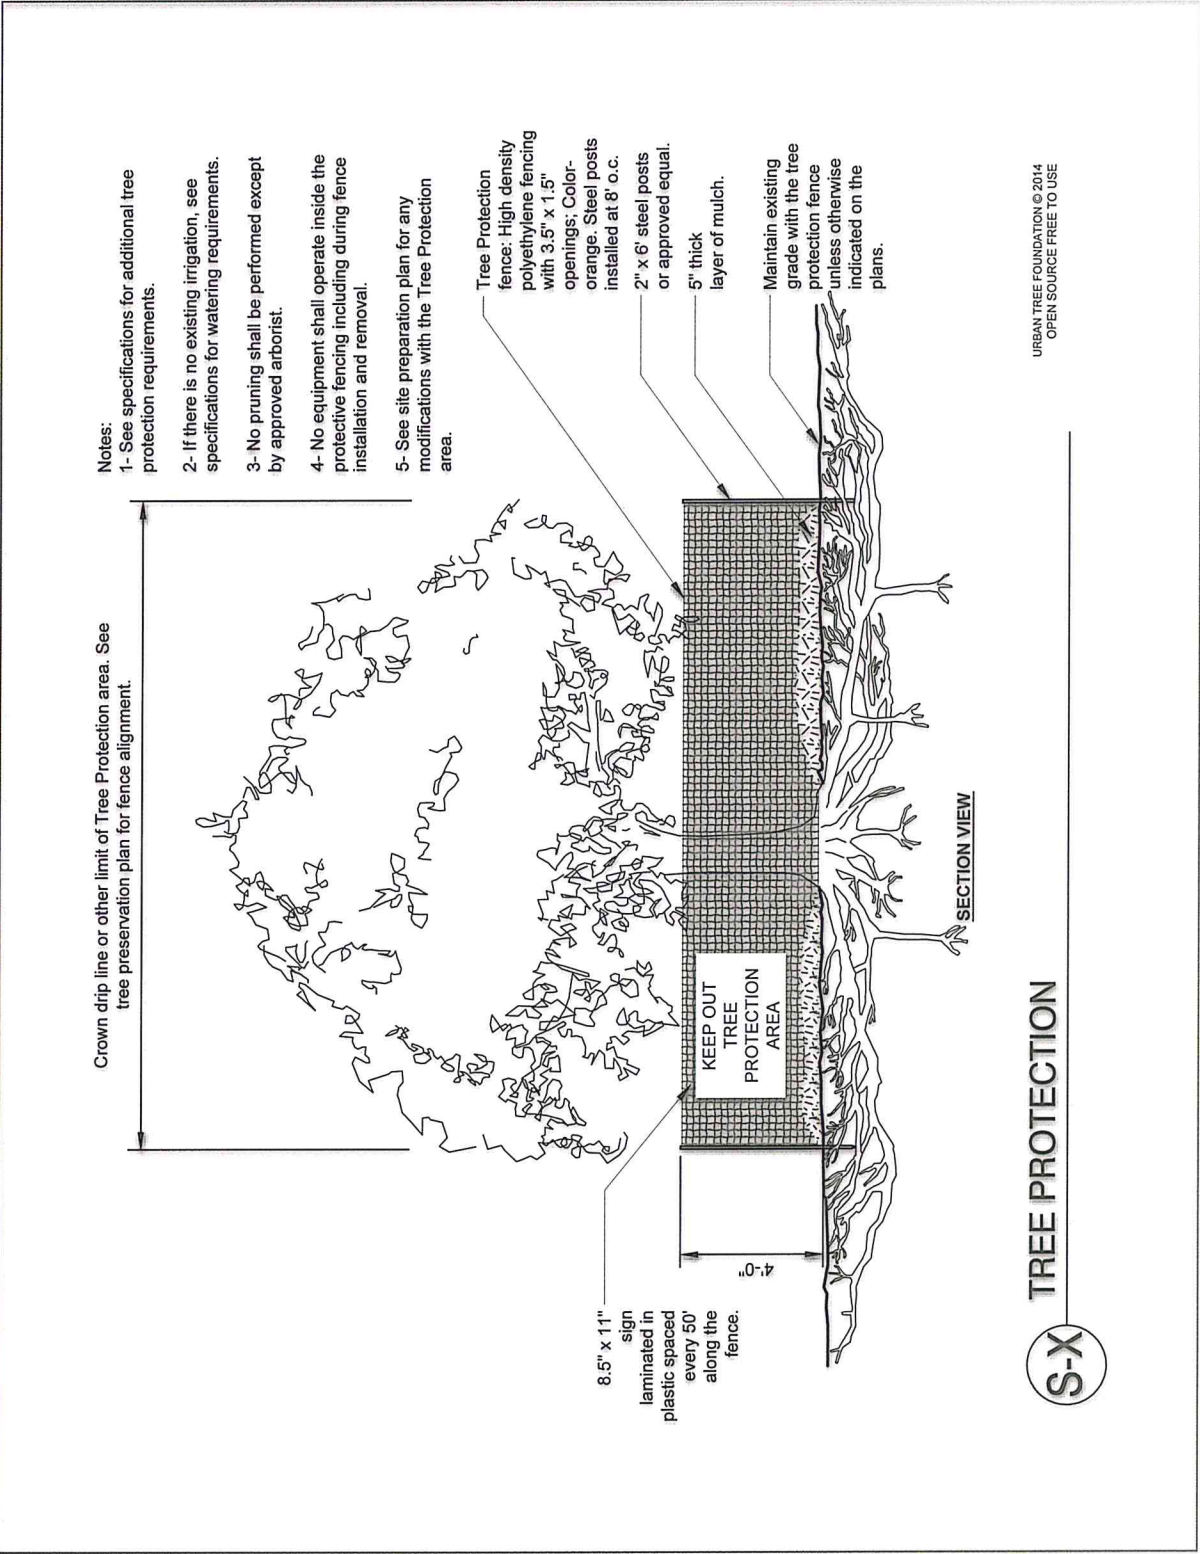 Crown drip line or other limit of Tree Protection area. See
tree preservation plan for fence alignment.
Notes:
1- See specifications for additional tree
protection requirements.
2- If there is no existing irrigation, see
specifications for watering requirements.
3- No pruning shall be performed except
by approved arborist.
4- No equipment shall operate inside the
protective fencing including during fence
installation and removal.
5- See site preparation plan for any
modifications with the Tree Protection
area.
Tree Protection
fence: High density
polyethylene fencing
with 3.5" x 1.5"
openings; Color-
orange. Steel posts
installed at 8' o.c.
2" x 6' steel posts
or approved equal.
5" thick
layer of mulch.
Maintain existing
grade with the tree
protection fence
unless otherwise
indicated on the
plans.
8.5" x 11"
sign
laminated in
plastic spaced
every 50'
along the
fence.
4'-0"
KEEP OUT
TREE
PROTECTION
AREA
SECTION VIEW
S-X
TREE PROTECTION
URBAN TREE FOUNDATION © 2014
OPEN SOURCE FREE TO USE